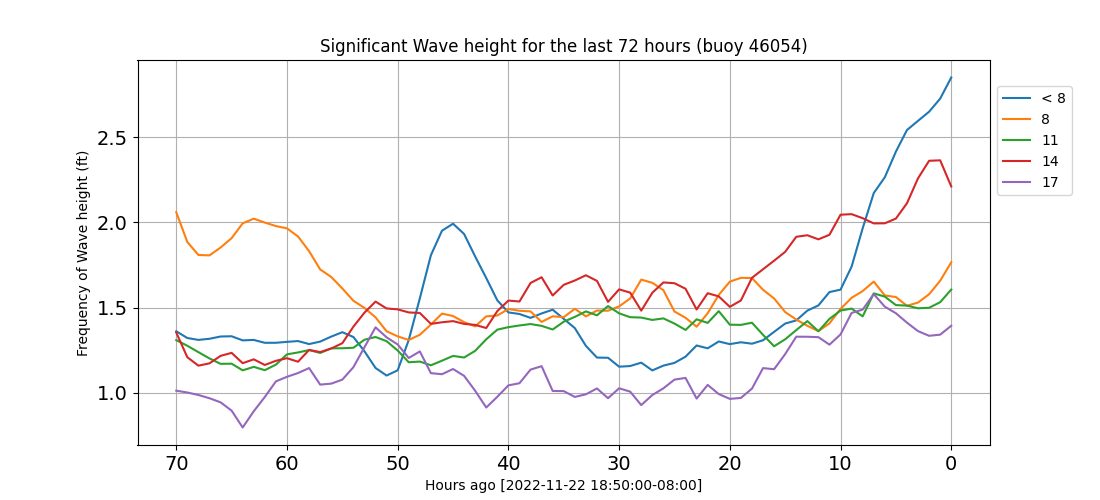 Significant Wave height for the last 72 hours (buoy 46054)
Frequency of Wave height (ft)
2.5
2.0
1.5
1.0
70 60 50 40 30 20 10 0
Hours ago [2022-11-22 18:50:00-08:00]
< 8
8
11
14
17